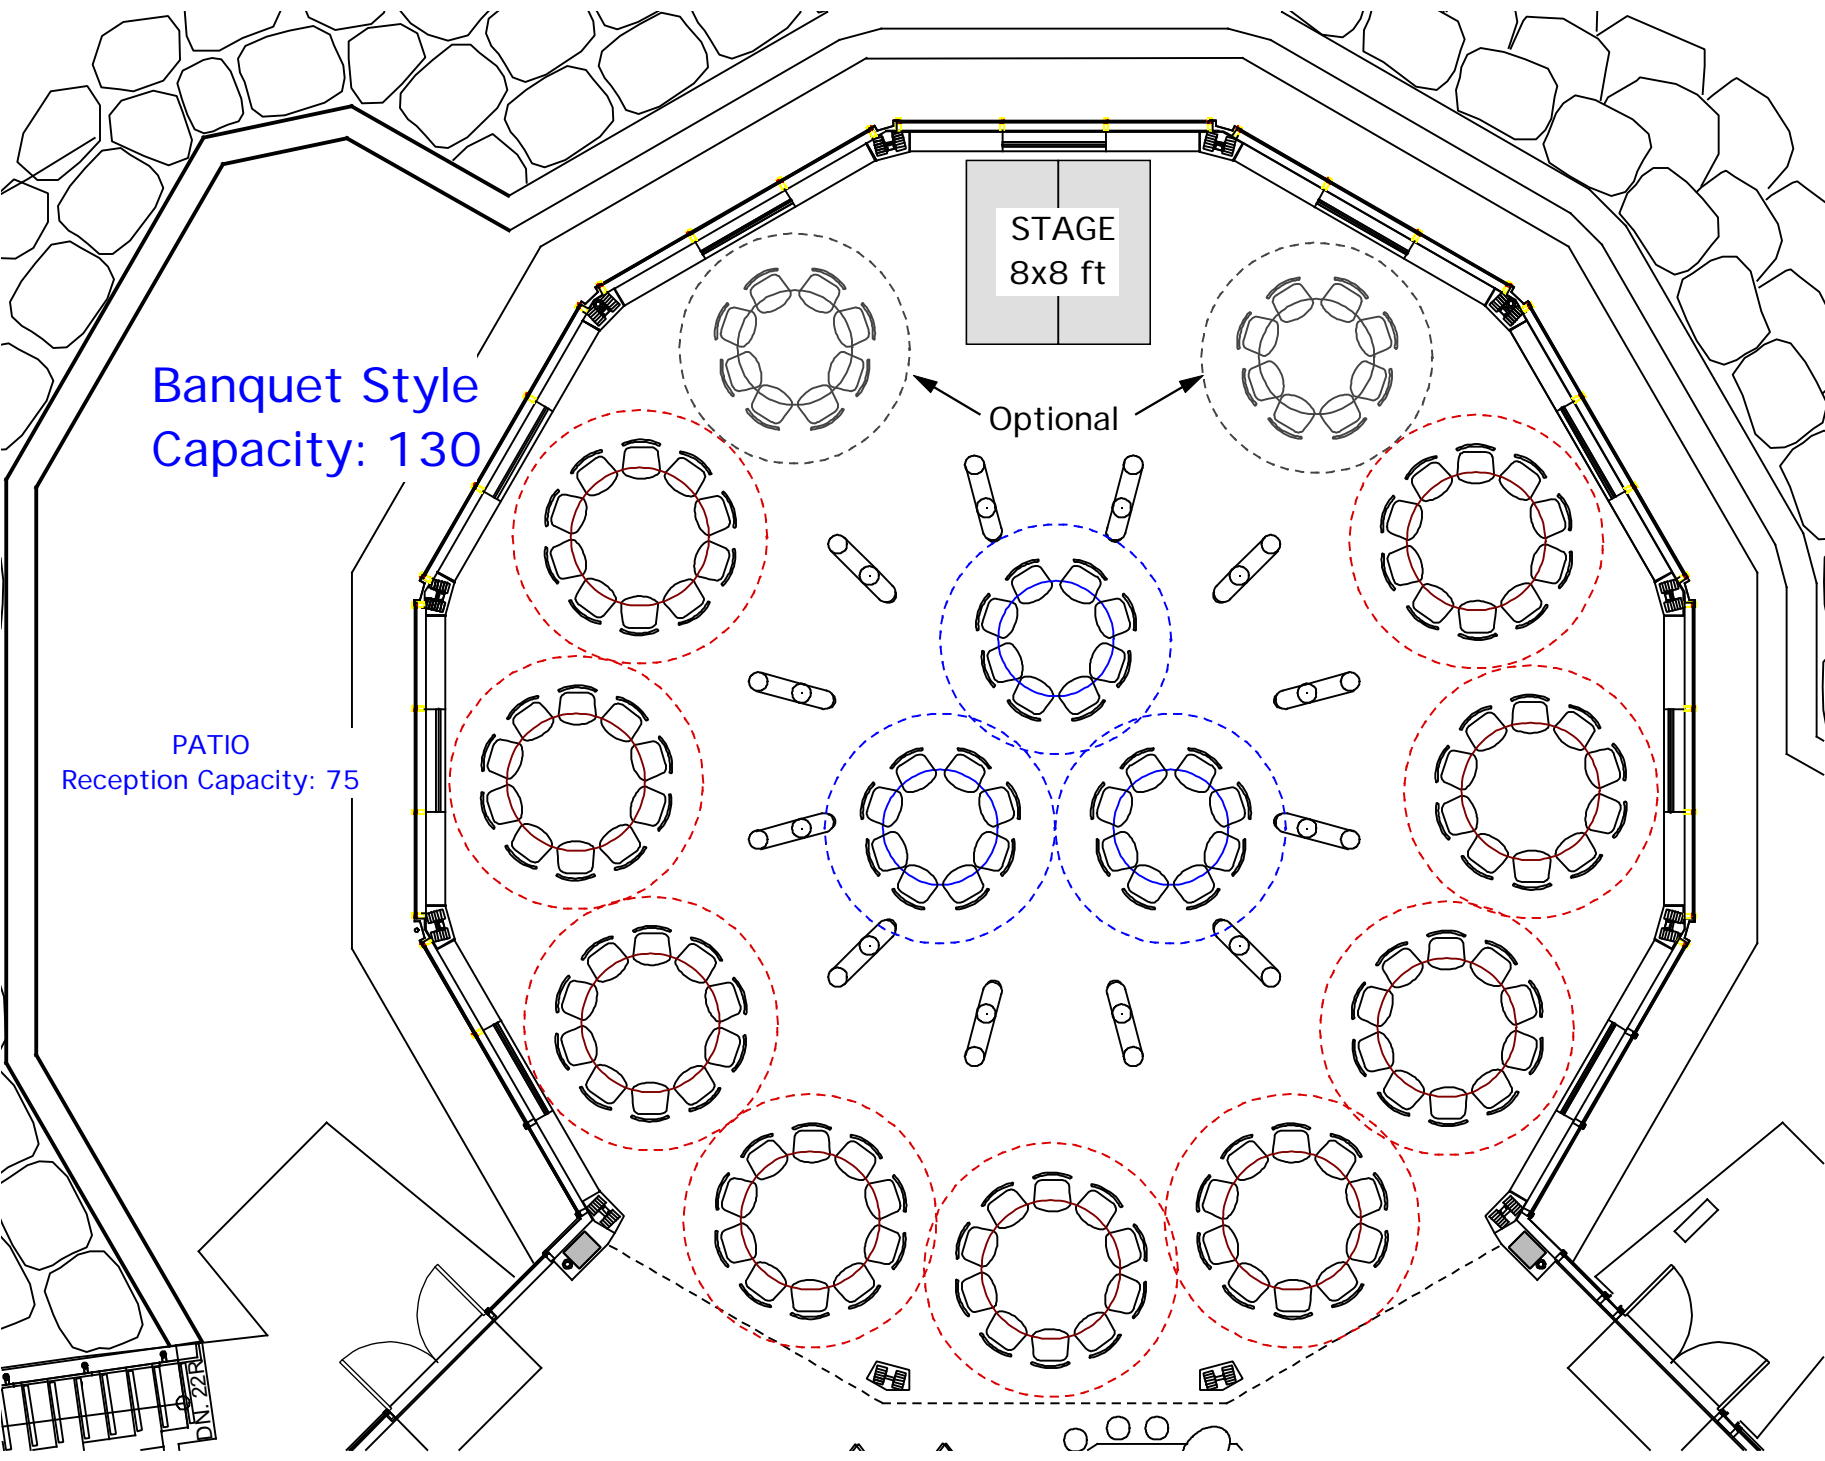 STAGE
8x8 ft
Banquet Style
Capacity: 130
Optional
PATIO
Reception Capacity: 75
DN. 22R